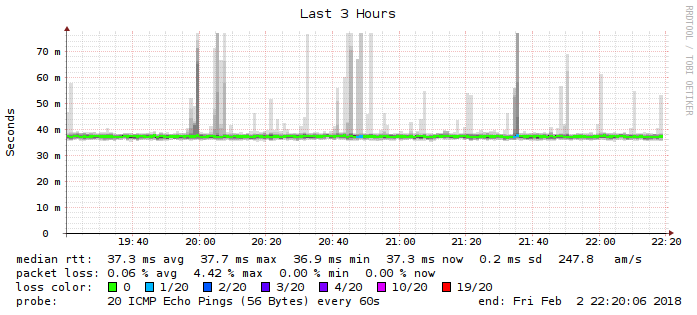 Last 3 Hours
RRDTOOL / TOBI OETIKER
Seconds
70 m
60 m
50 m
40 m
30 m
20 m
10 m
0
19:40 20:00 20:20 20:40 21:00 21:20 21:40 22:00 22:20
median rtt: 37.3 ms avg 37.7 ms max 36.9 ms min 37.3 ms now 0.2 ms sd 247.8 am/s
packet loss: 0.06 % avg 4.42 % max 0.00 % min 0.00 % now
loss color: 0 1/20 2/20 3/20 4/20 10/20 19/20
probe: 20 ICMP Echo Pings (56 Bytes) every 60s end: Fri Feb 2 22:20:06 2018